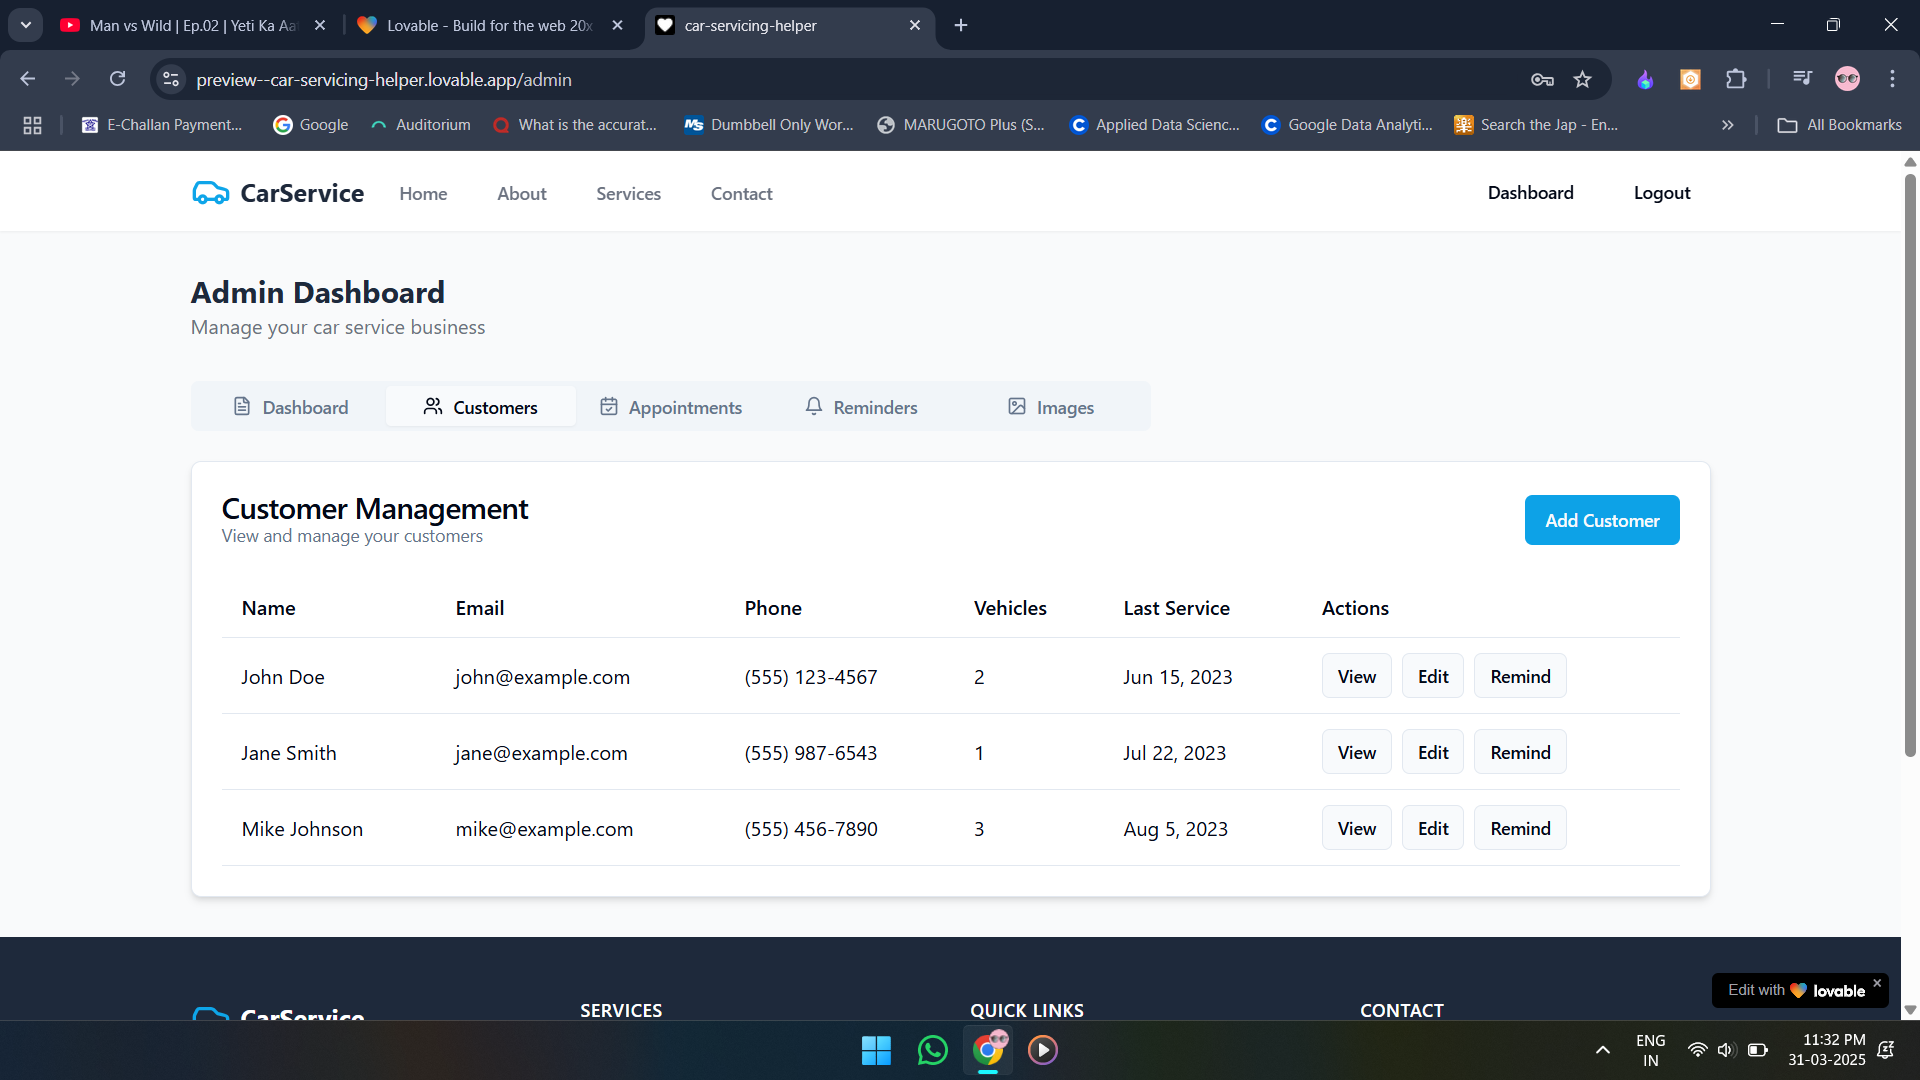 Man vs Wild | Ep.02 | Yeti Ka Aa
Lovable - Build for the web 20x
car-servicing-helper
preview--car-servicing-helper.lovable.app/admin
E-Challan Payment...
Google
Auditorium
What is the accurat...
Dumbbell Only Wor...
MARUGOTO Plus (S...
Applied Data Scienc...
Google Data Analyti...
Search the Jap - En...
All Bookmarks
CarService
Home
About
Services
Contact
Dashboard
Logout
Admin Dashboard
Manage your car service business
Dashboard
Customers
Appointments
Reminders
Images
Customer Management
View and manage your customers
Add Customer
Name Email Phone Vehicles Last Service Actions
John Doe john@example.com (555) 123-4567 2 Jun 15, 2023 View Edit Remind
Jane Smith jane@example.com (555) 987-6543 1 Jul 22, 2023 View Edit Remind
Mike Johnson mike@example.com (555) 456-7890 3 Aug 5, 2023 View Edit Remind
Edit with lovable
CarService
SERVICES
QUICK LINKS
CONTACT
ENG
IN
11:32 PM
31-03-2025